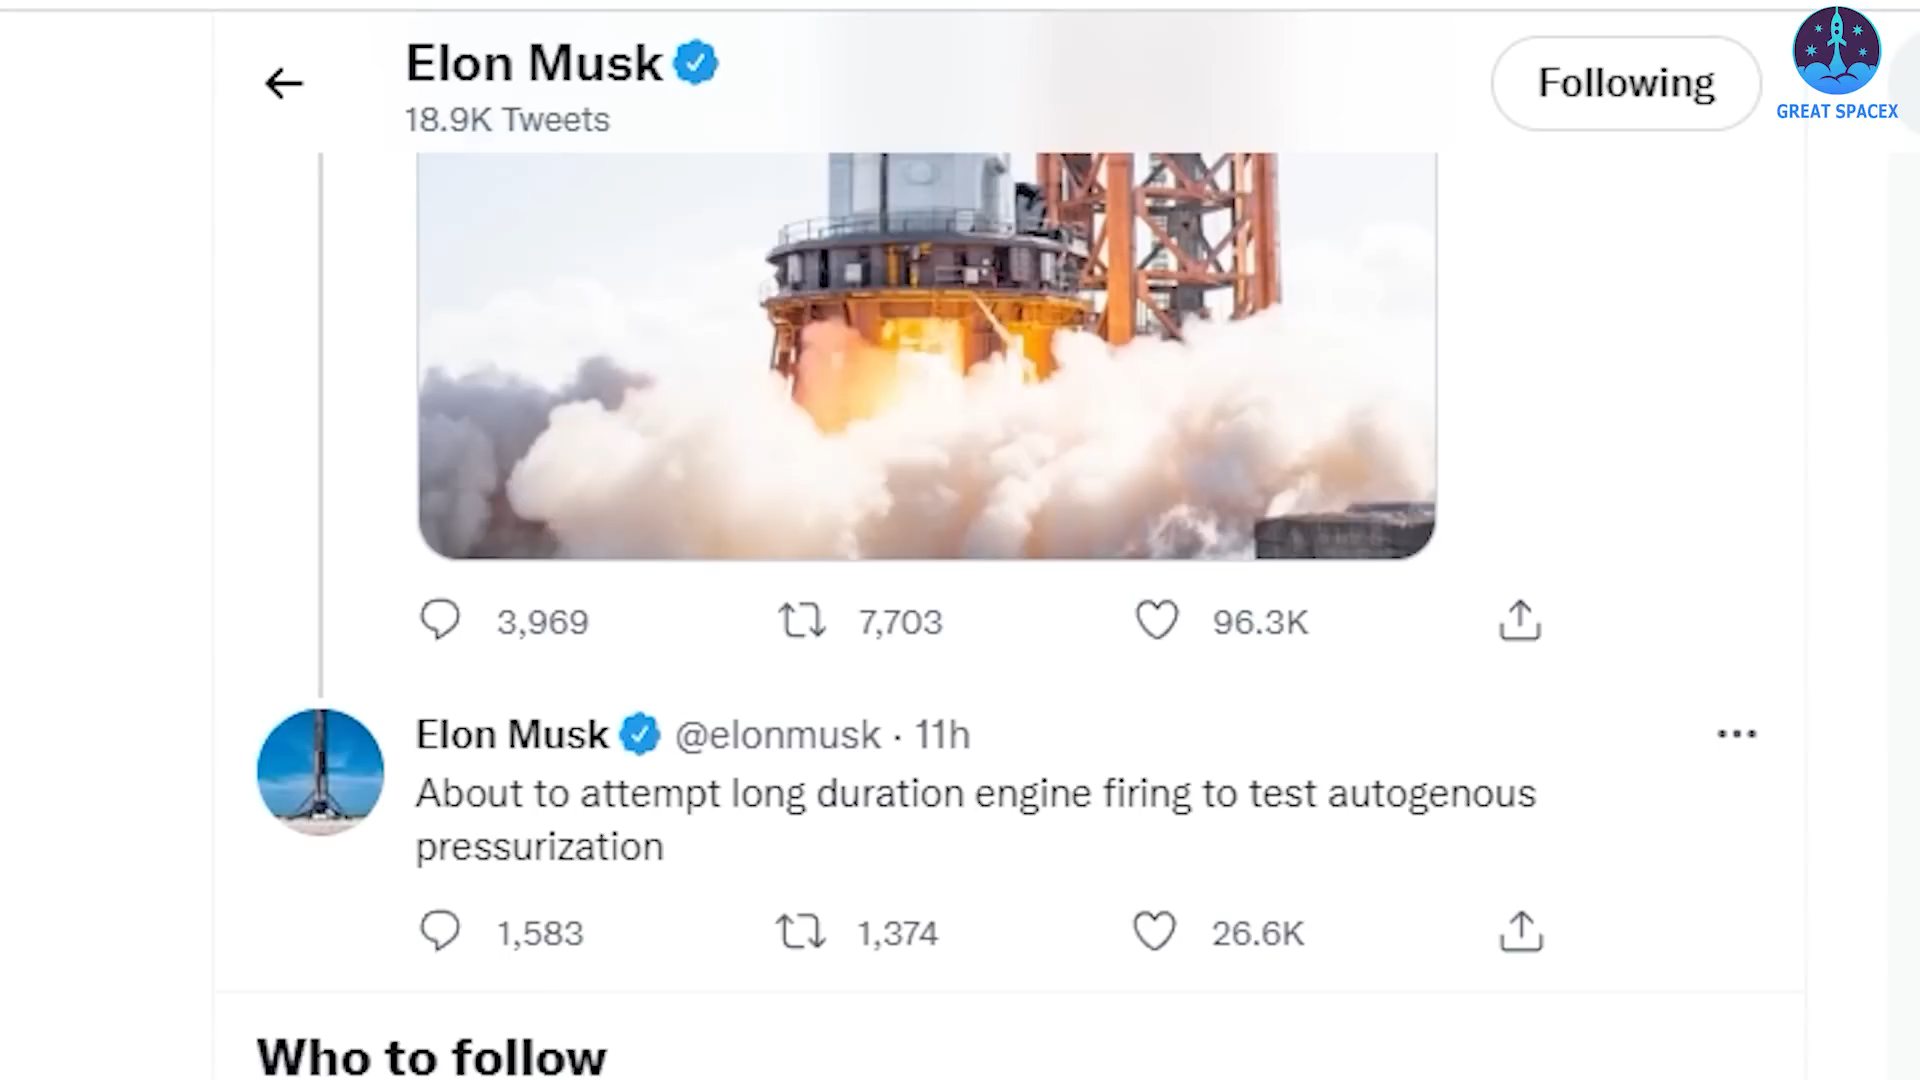 Elon Musk
18.9K Tweets
Following
GREAT SPACEX
3,969 7,703 96.3K
Elon Musk @elonmusk · 11h
About to attempt long duration engine firing to test autogenous
pressurization
1,583 1,374 26.6K
Who to follow